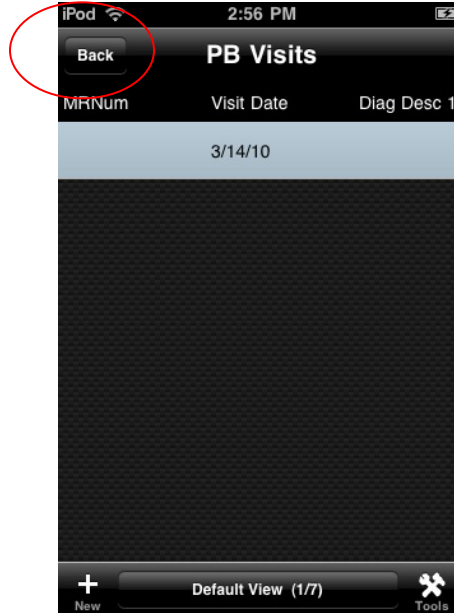 iPod 2:56 PM
Back PB Visits
MRNum Visit Date Diag Desc 1
3/14/10
Default View (1/7)
New Tools